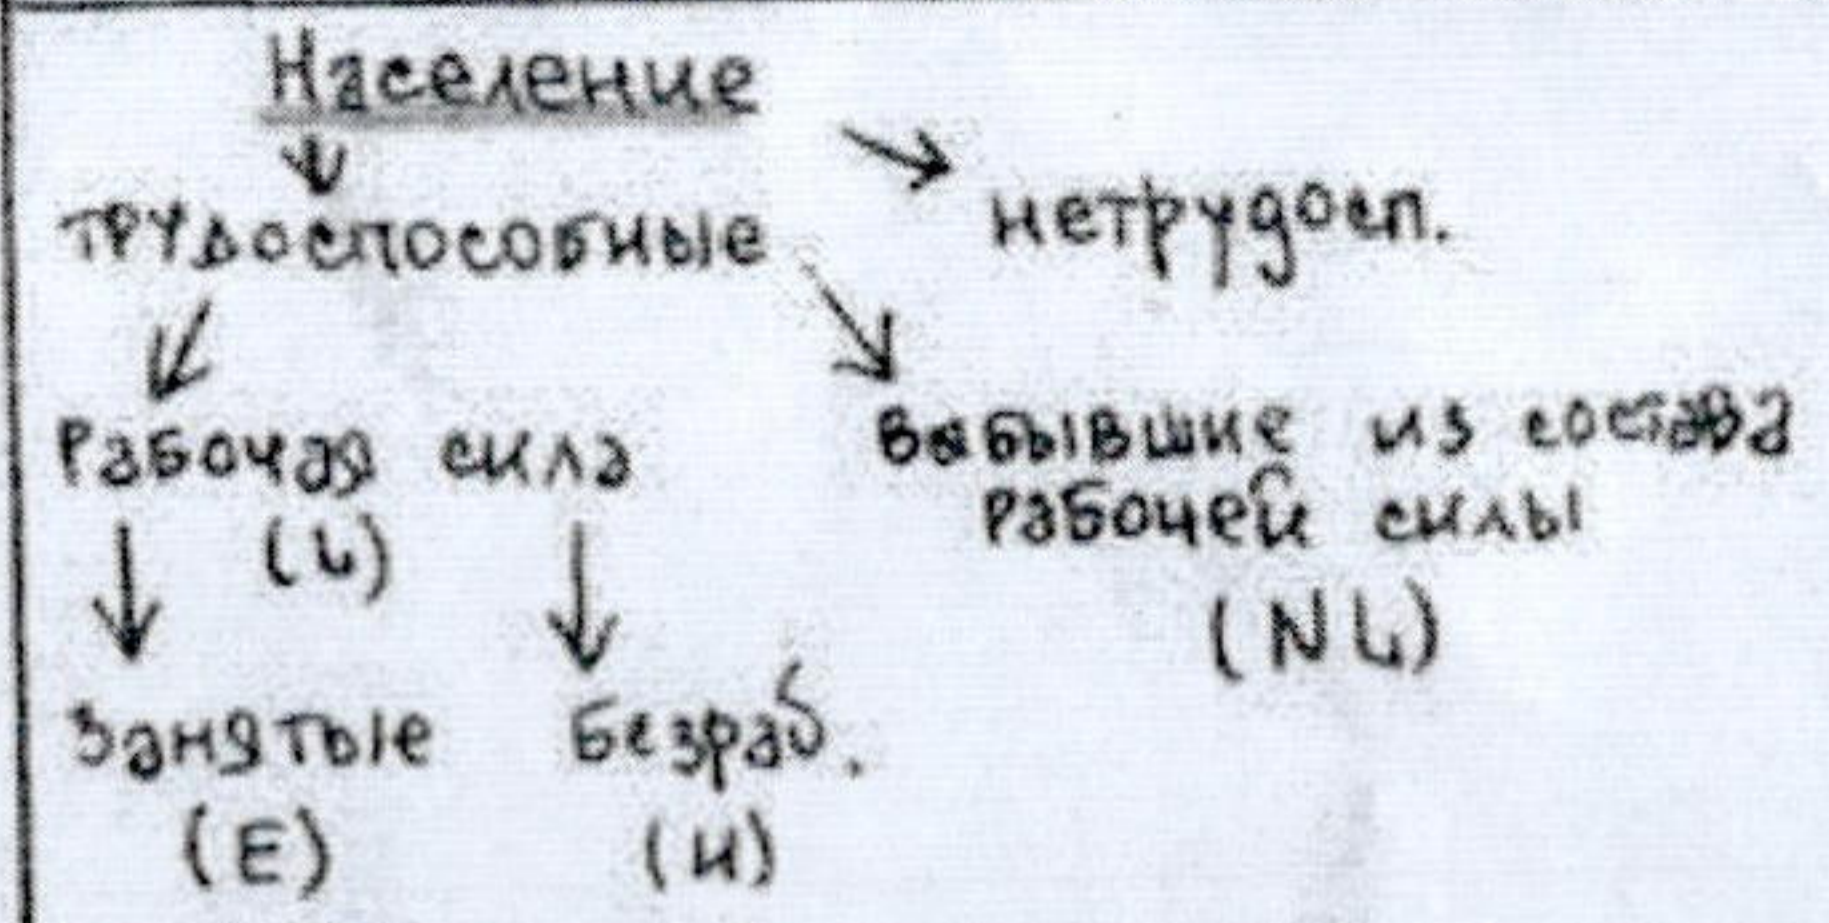 Население
трудоспособные
нетрудосп.
Рабочая сила
(L)
выбывшие из состава
рабочей силы
(NL)
Занятые
(E)
Безраб.
(И)